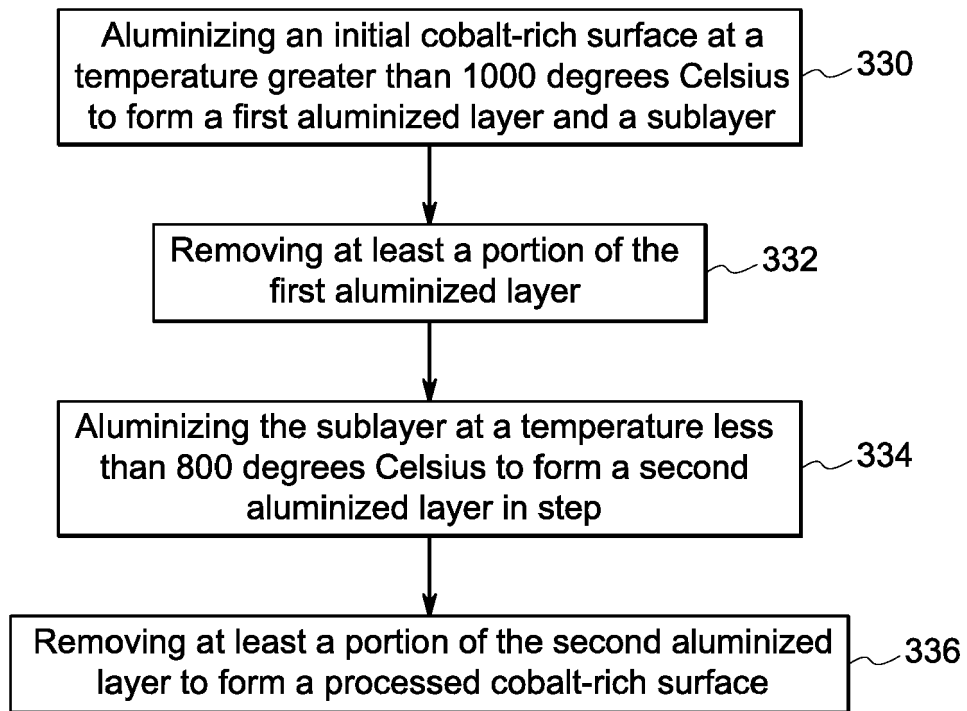 Aluminizing an initial cobalt-rich surface at a
temperature greater than 1000 degrees Celsius
to form a first aluminized layer and a sublayer
330
Removing at least a portion of the
first aluminized layer
332
Aluminizing the sublayer at a temperature less
than 800 degrees Celsius to form a second
aluminized layer in step
334
Removing at least a portion of the second aluminized
layer to form a processed cobalt-rich surface
336